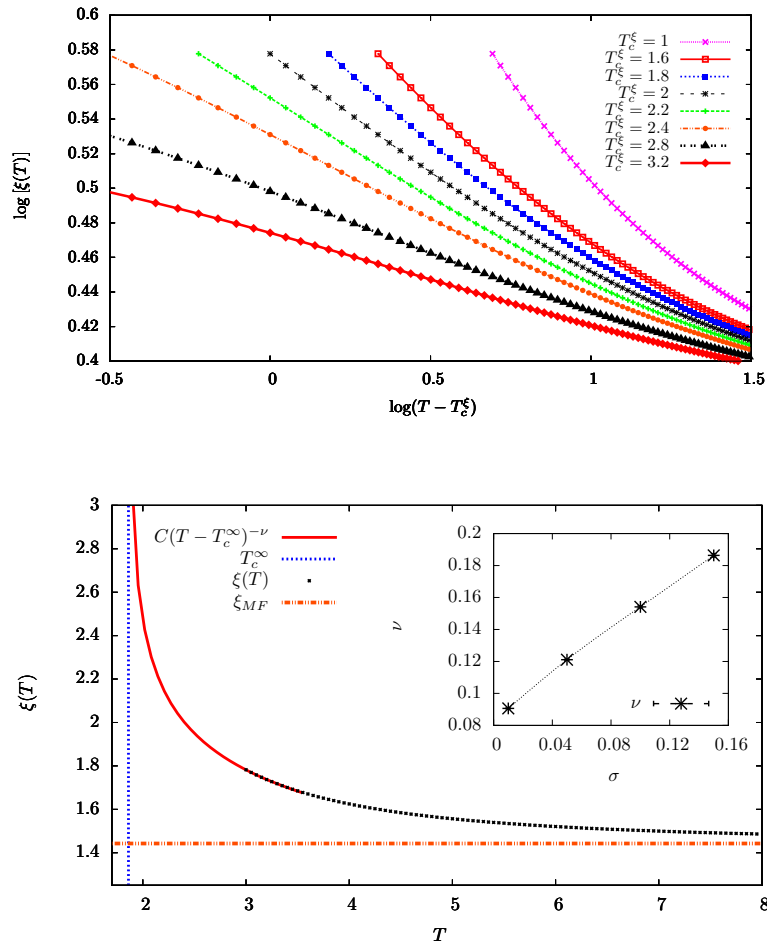 0.58
0.56
0.54
0.52
0.5
0.48
0.46
0.44
0.42
0.4
log [ξ(T)]
-0.5 0 0.5 1 1.5
log(T − T_c^ξ)
T_c^ξ = 1
T_c^ξ = 1.6
T_c^ξ = 1.8
T_c^ξ = 2
T_c^ξ = 2.2
T_c^ξ = 2.4
T_c^ξ = 2.8
T_c^ξ = 3.2
3
2.8
2.6
2.4
2.2
2
1.8
1.6
1.4
ξ(T)
2 3 4 5 6 7 8
T
C(T − T_c^∞)^{−ν}
T_c^∞
ξ(T)
ξ_{MF}
0.2
0.18
0.16
0.14
0.12
0.1
0.08
ν
0 0.04 0.08 0.12 0.16
σ
ν